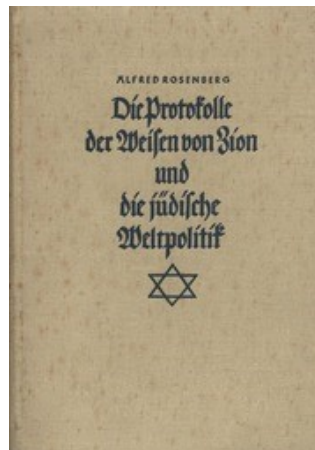 ALFRED ROSENBERG
Die Protokolle
der Weisen von Zion
und
die jüdische
Weltpolitik